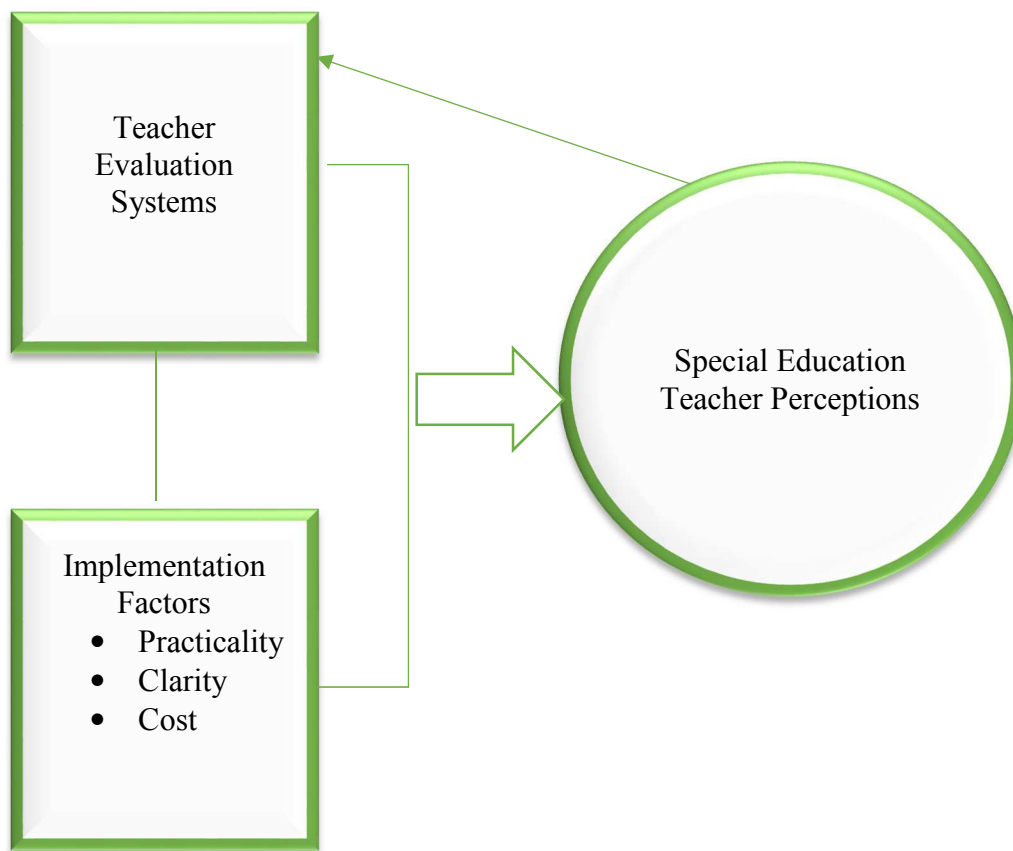 Teacher
Evaluation
Systems
Special Education
Teacher Perceptions
Implementation
Factors
• Practicality
• Clarity
• Cost